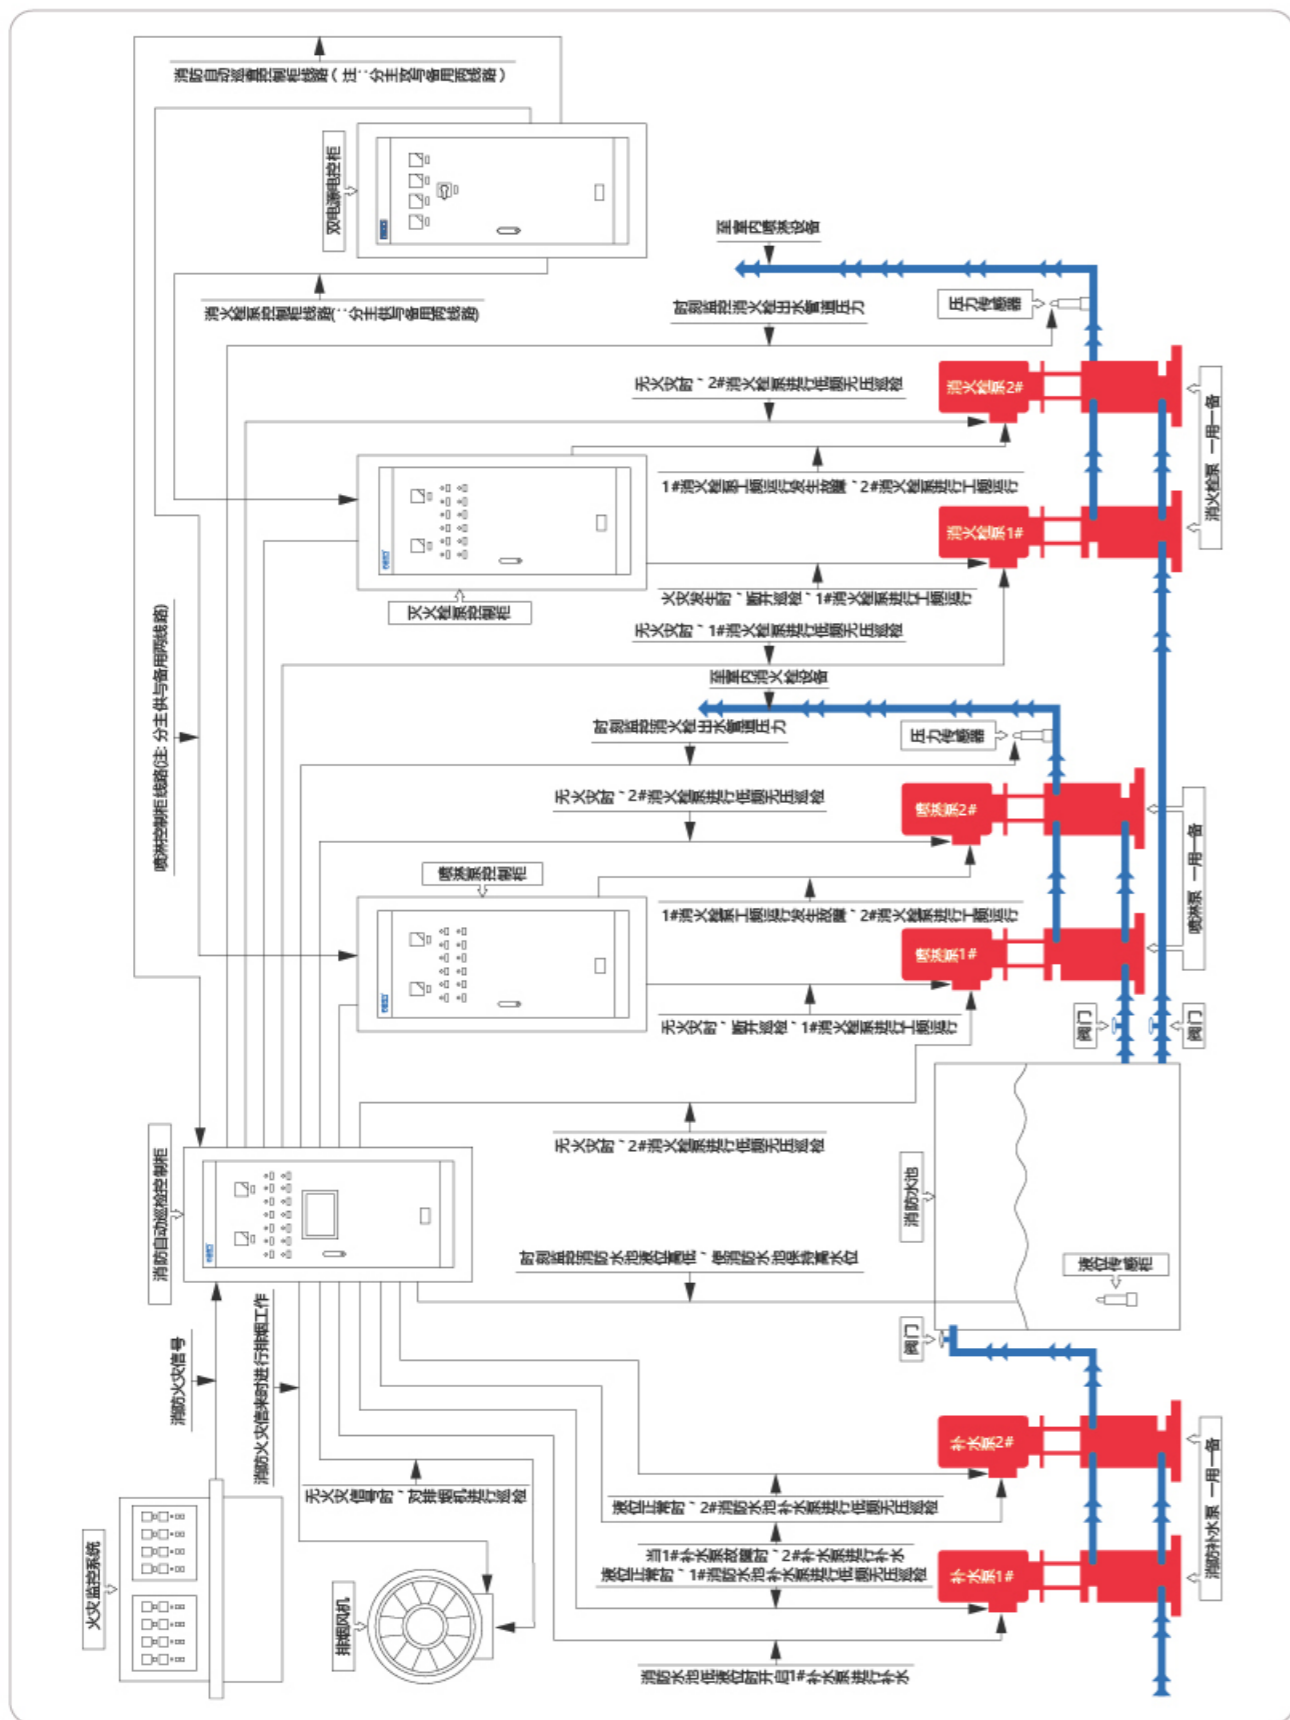 消防自动巡查控制柜线路（注：分主攻与备用两线路）
双电源电控柜
至室内喷淋设备
消火栓泵控制柜线路(：分主供与备用两线路)
时刻监控消火栓出水管道压力
压力传感器
无火灾时、2#消火栓泵进行低频无压巡检
消火栓泵2#
1#消火栓泵工频运行发生故障、2#消火栓泵进行工频运行
消火栓泵 一用一备
消火栓泵1#
灭火栓泵控制柜
火灾发生时、断开巡检、1#消火栓泵进行工频运行
无火灾时、1#消火栓泵进行低频无压巡检
至室内消火栓设备
喷淋控制柜线路(注: 分主供与备用两线路)
时刻监控消火栓出水管道压力
压力传感器
无火灾时、2#消火栓泵进行低频无压巡检
喷淋泵2#
喷淋泵控制柜
1#消火栓泵工频运行发生故障、2#消火栓泵进行工频运行
喷淋泵 一用一备
喷淋泵1#
无火灾时、断开巡检、1#消火栓泵进行工频运行
阀门
阀门
无火灾时、2#消火栓泵进行低频无压巡检
消防自动巡检控制柜
消防水池
时刻监控消防水池液位高低、使消防水池保持高水位
液位传感柜
阀门
消防火灾信号
消防火灾信来时进行排烟工作
无火灾信号时、对排烟机进行巡检
补水泵2#
液位正常时、2#消防水池补水泵进行低频无压巡检
消防补水泵 一用一备
当1#补水泵故障时、2#补水泵进行补水
液位正常时、1#消防水池补水泵进行低频无压巡检
补水泵1#
火灾监控系统
排烟风机
消防水池低液位时开启1#补水泵进行补水